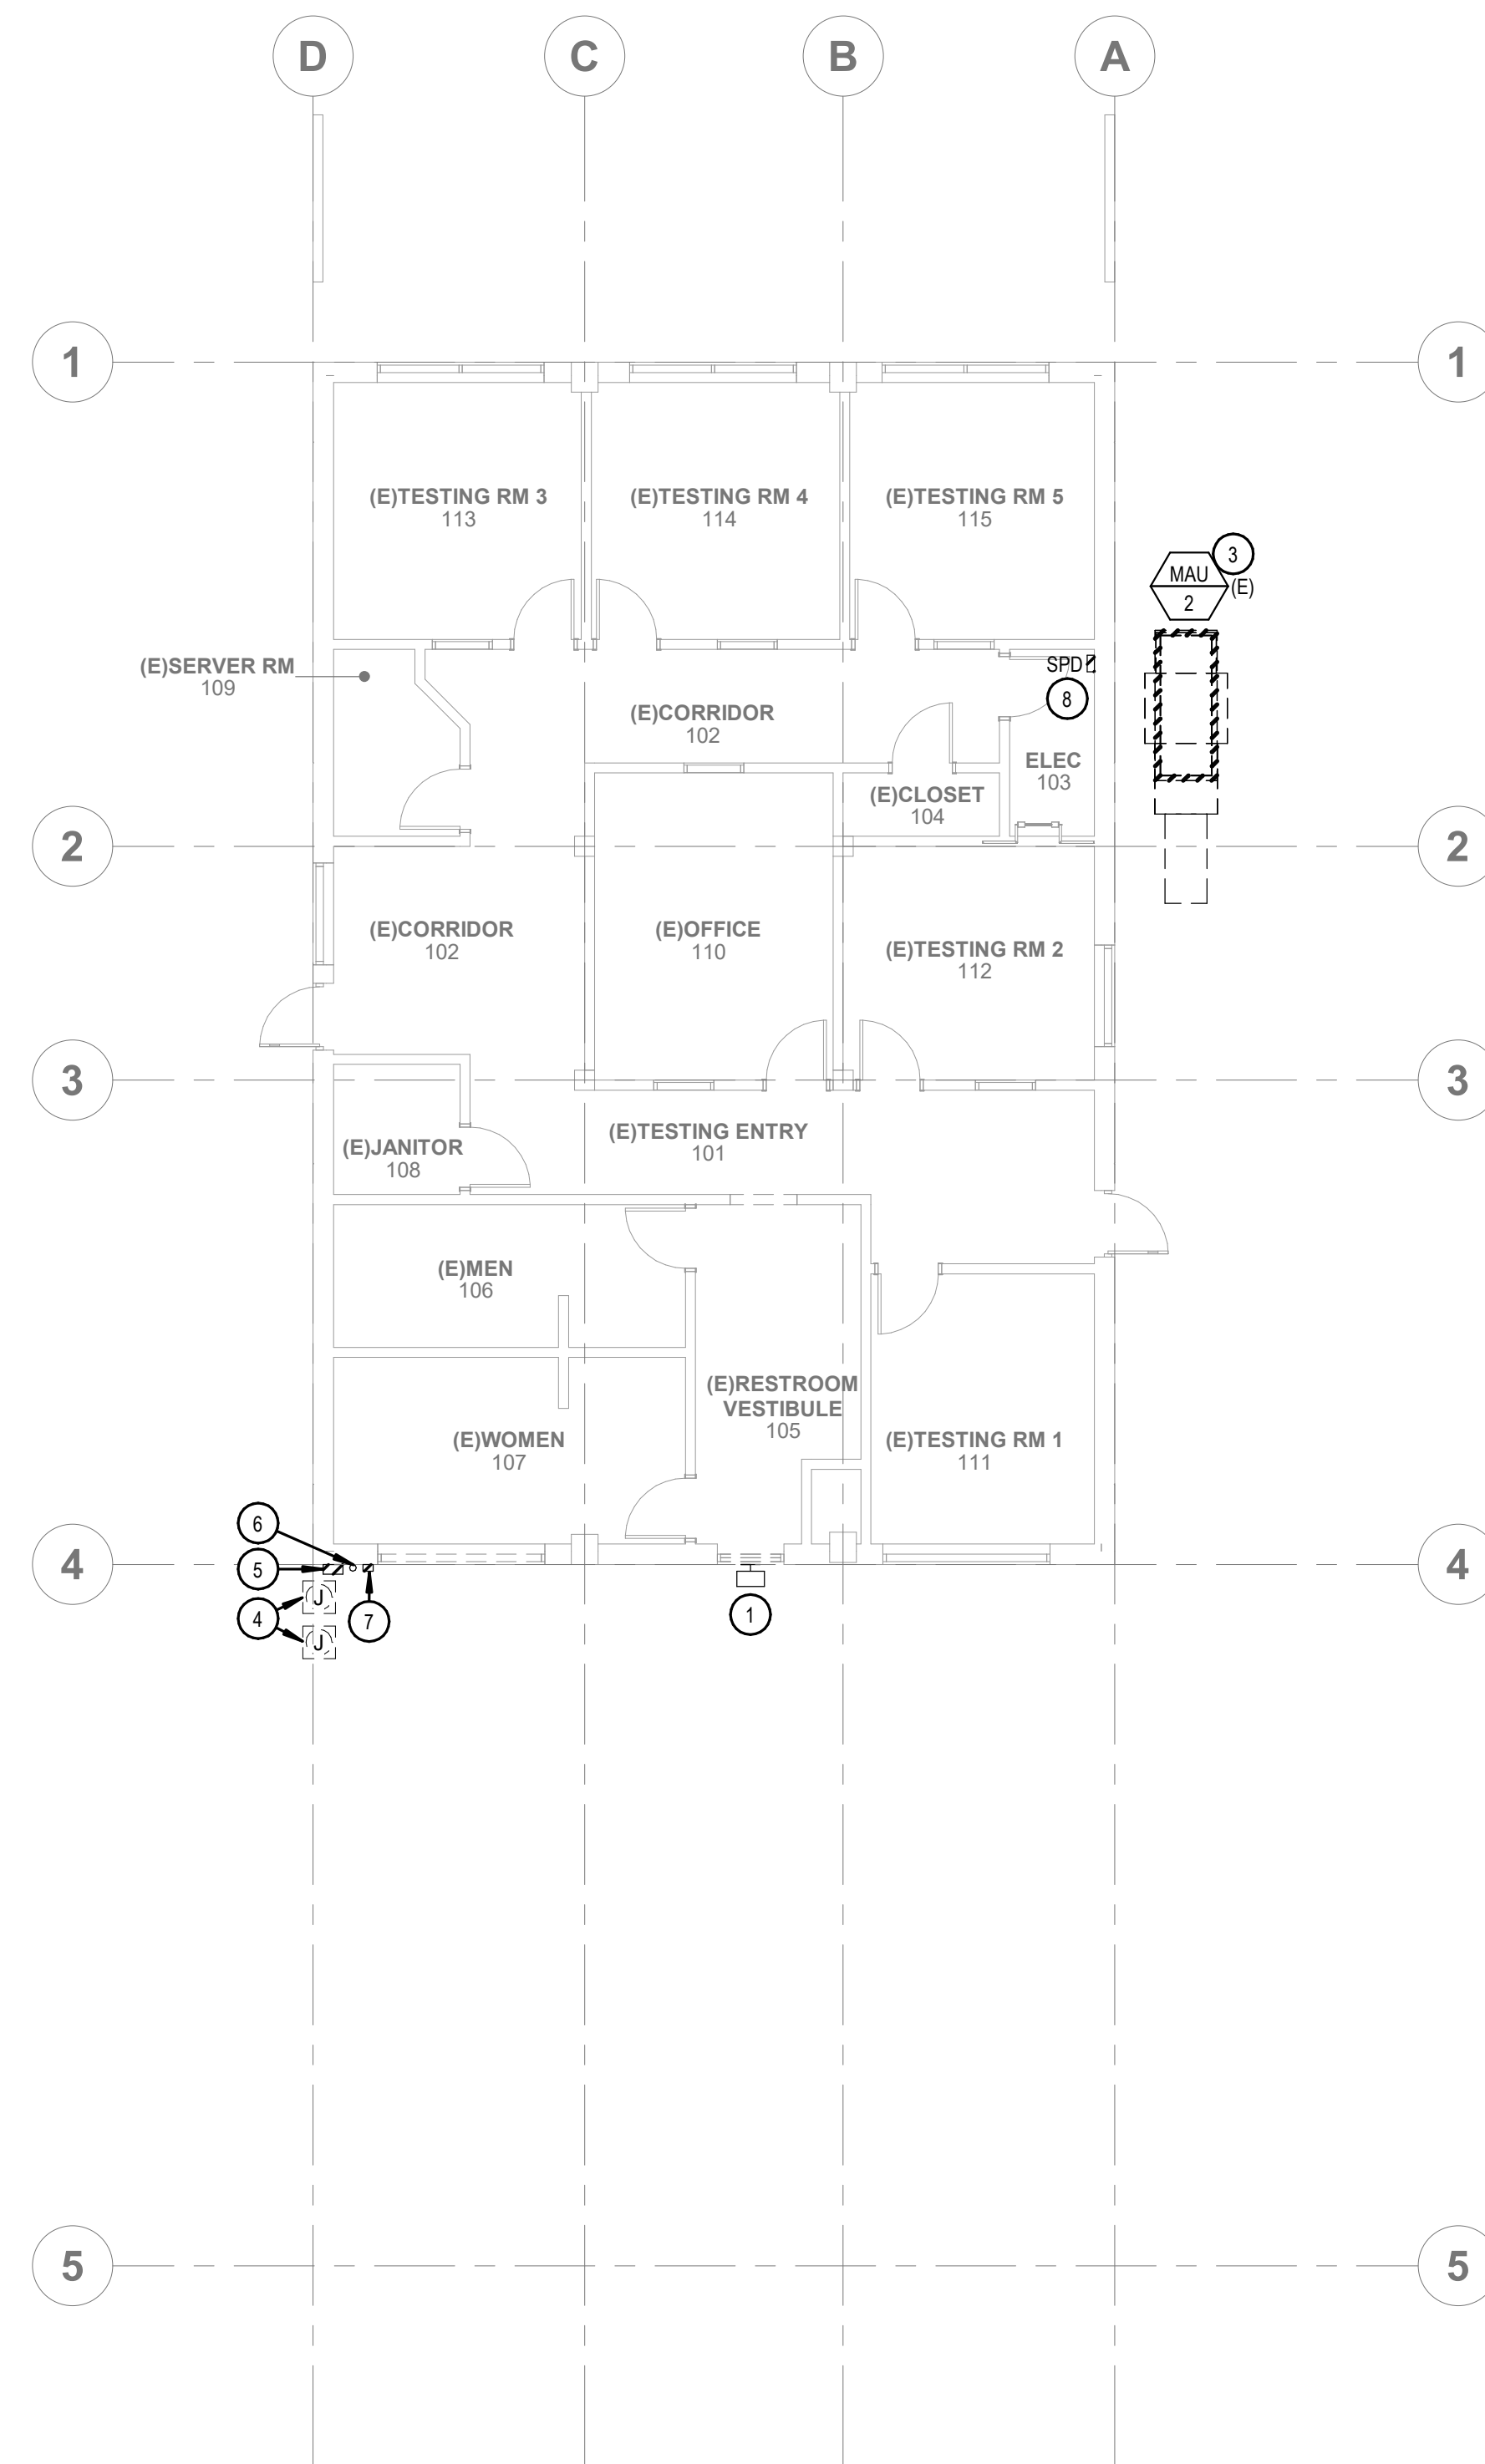 D
C
B
A
1
1
(E)TESTING RM 3
113
(E)TESTING RM 4
114
(E)TESTING RM 5
115
3
MAU
2
(E)
(E)SERVER RM
109
SPD
8
(E)CORRIDOR
102
ELEC
103
(E)CLOSET
104
2
2
(E)CORRIDOR
102
(E)OFFICE
110
(E)TESTING RM 2
112
3
3
(E)JANITOR
108
(E)TESTING ENTRY
101
(E)MEN
106
(E)RESTROOM
VESTIBULE
105
(E)WOMEN
107
(E)TESTING RM 1
111
4
4
6
5
J
4
J
7
1
5
5